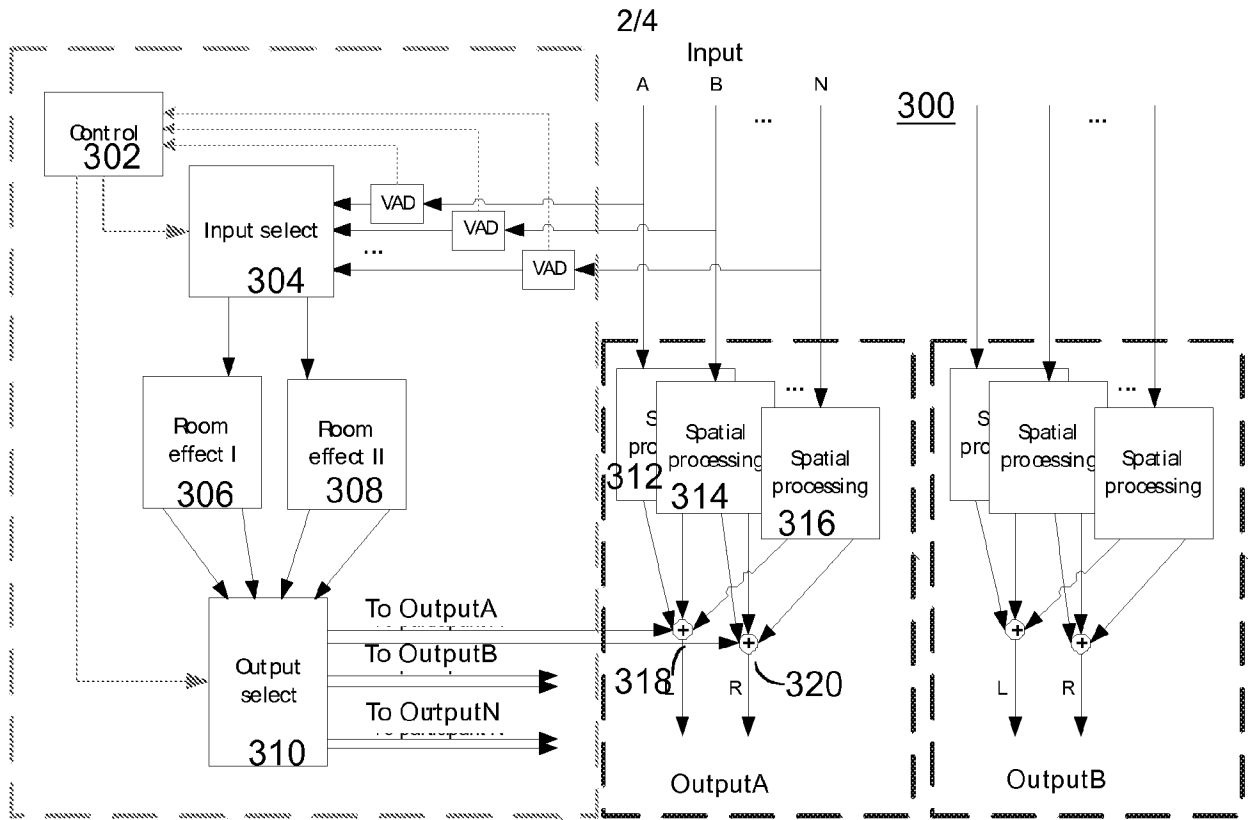 2/4
Input
A B ... N
300
...
Control
302
VAD
VAD
VAD
Input select
...
304
Room
effect I
306
Room
effect II
308
Output
select
310
To OutputA
To OutputB
To OutputN
S
proc
312
Spatial
processing
314
...
Spatial
processing
316
318
320
L R
OutputA
S
proc
Spatial
processing
...
Spatial
processing
L R
OutputB